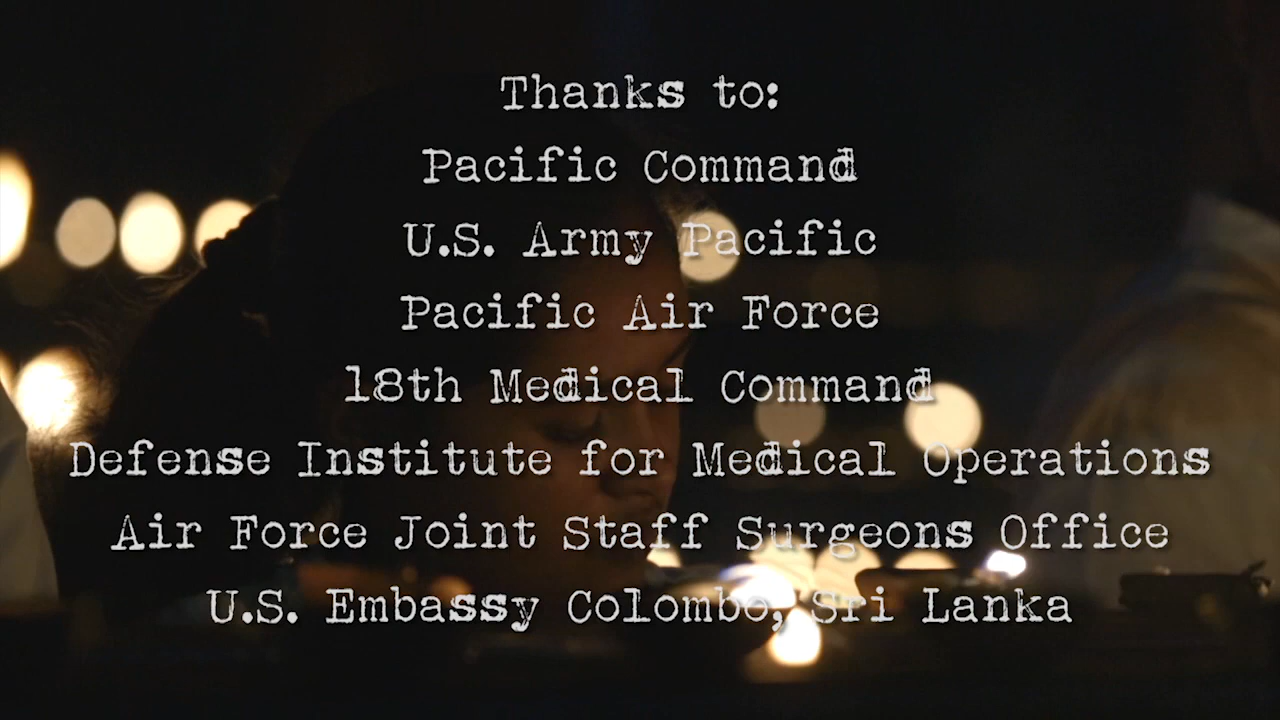 Thanks to:
Pacific Command
U.S. Army Pacific
Pacific Air Force
18th Medical Command
Defense Institute for Medical Operations
Air Force Joint Staff Surgeons Office
U.S. Embassy Colombo, Sri Lanka